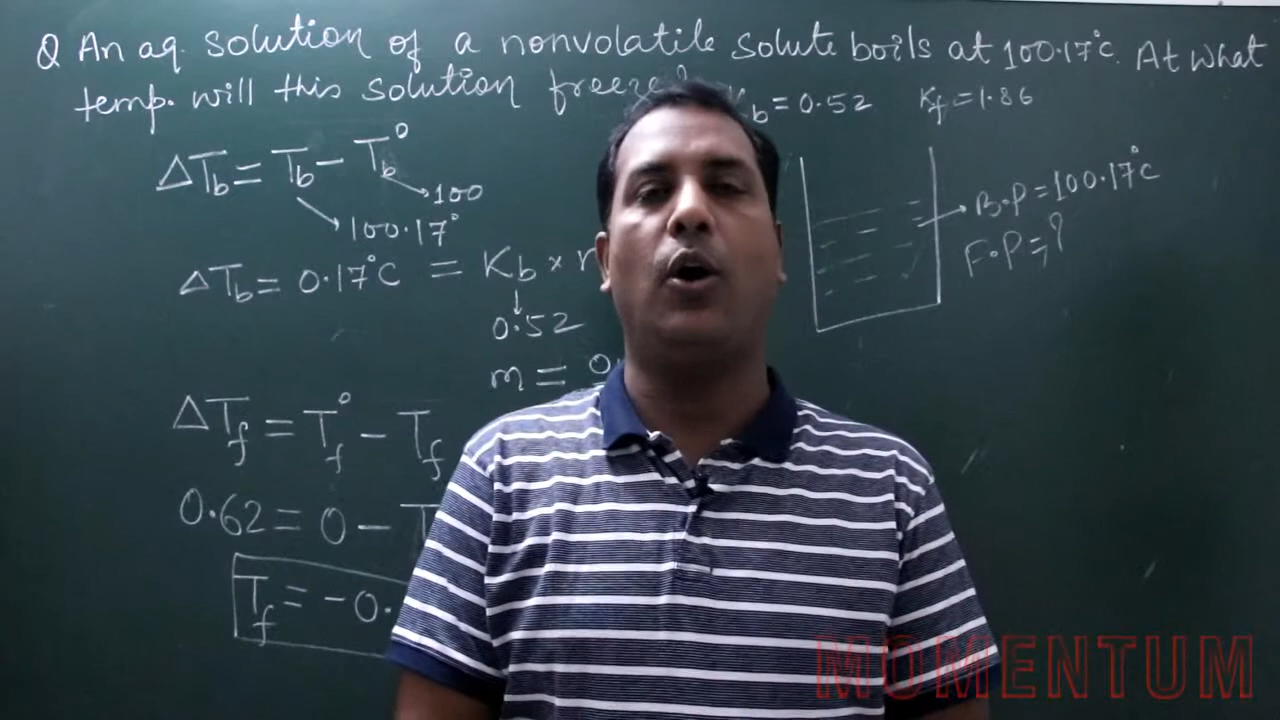 Q An aq. solution of a nonvolatile solute boils at 100.17°C. At what
temp. will this solution freeze? Kb = 0.52 Kf = 1.86
ΔTb = Tb - Tb°
100
100.17°
ΔTb = 0.17°C = Kb ×
0.52
m =
B.P = 100.17°C
F.P = ?
ΔTf = Tf° - Tf
0.62 = 0 -
Tf = -0.
MOMENTUM